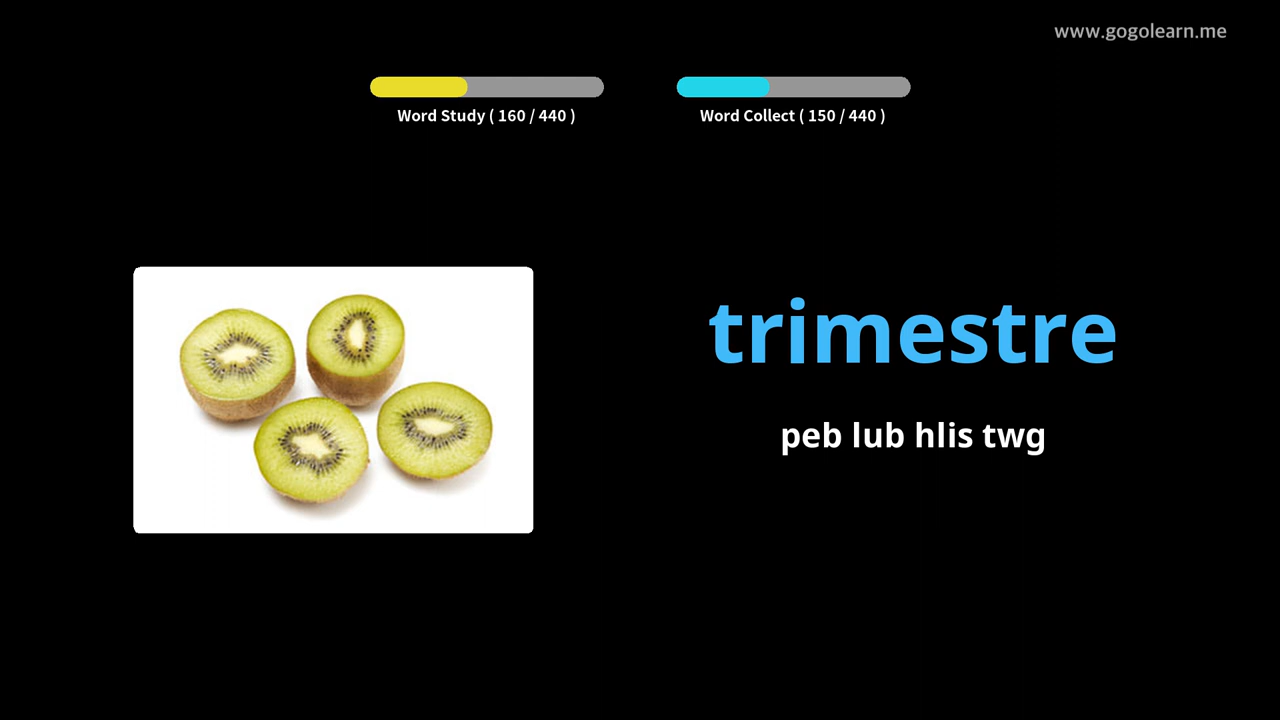 www.gogolearn.me
Word Study ( 160 / 440 )
Word Collect ( 150 / 440 )
trimestre
peb lub hlis twg